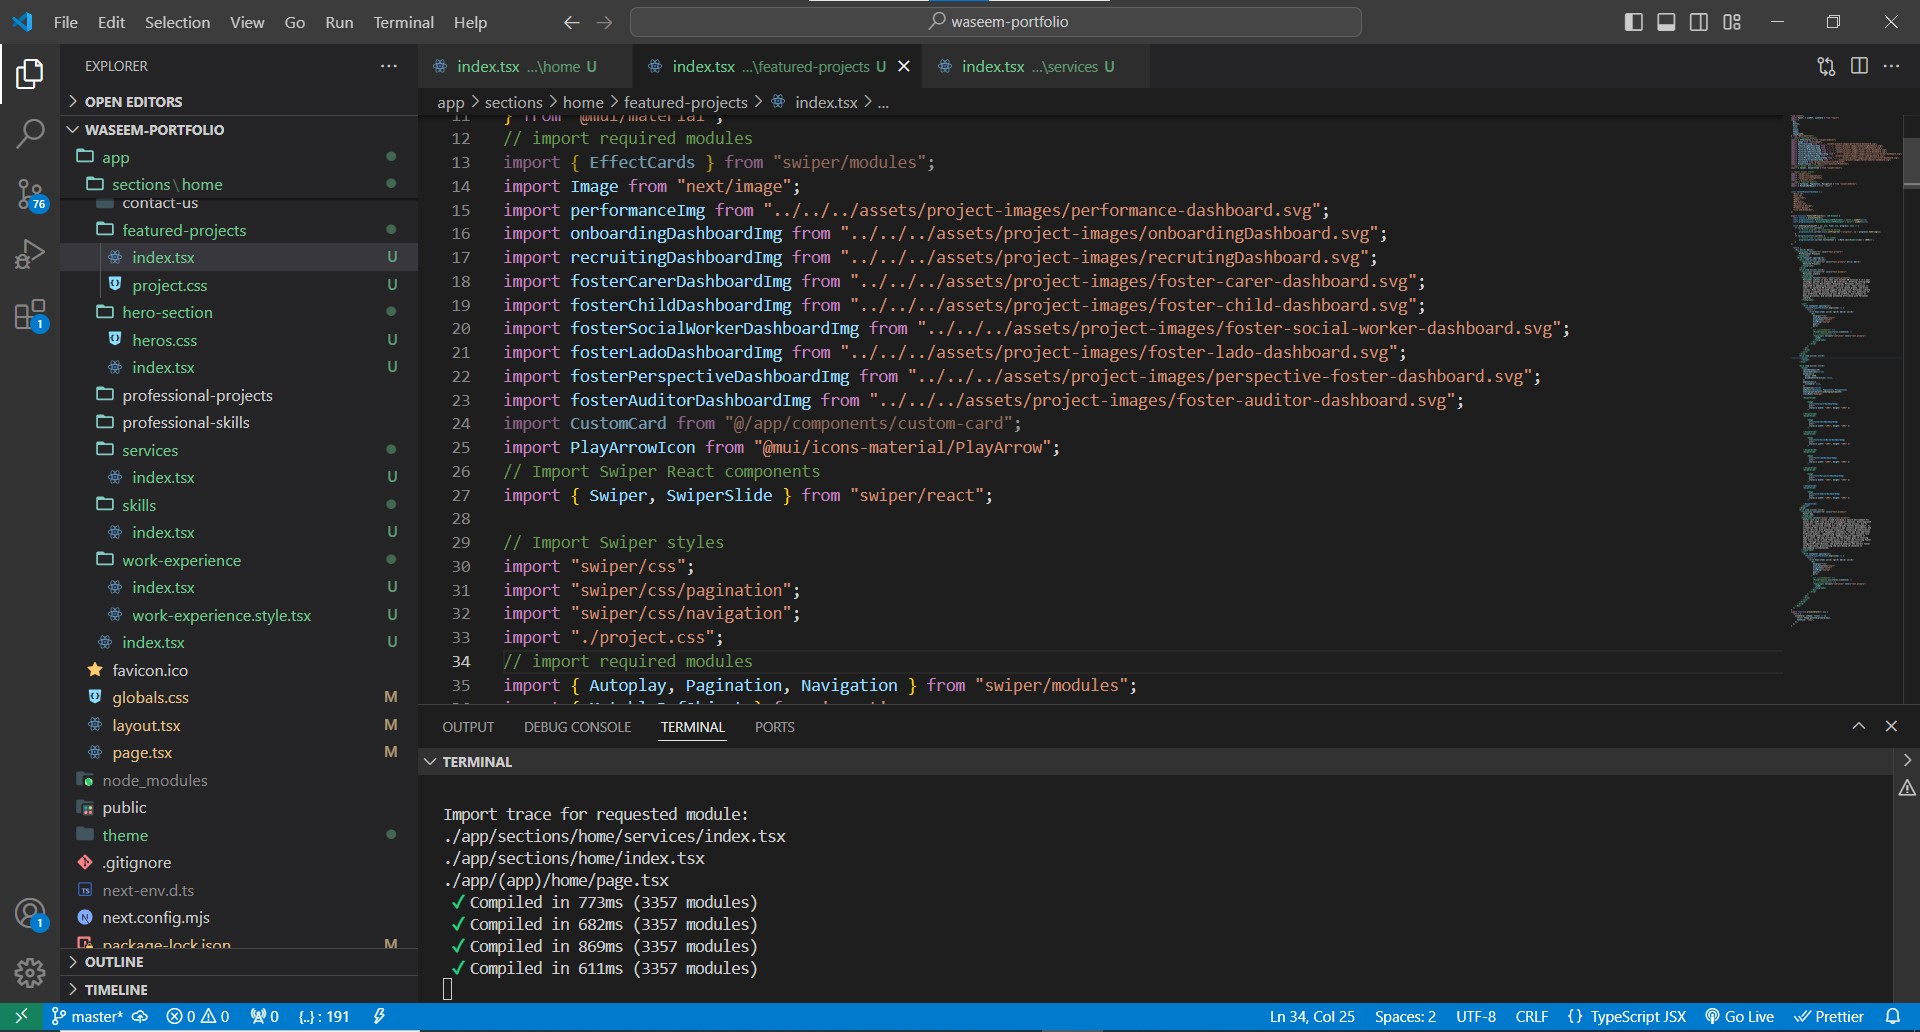 File Edit Selection View Go Run Terminal Help
waseem-portfolio
EXPLORER
OPEN EDITORS
WASEEM-PORTFOLIO
app
sections\home
contact-us
featured-projects
index.tsx U
project.css U
hero-section
heros.css U
index.tsx U
professional-projects
professional-skills
services
index.tsx U
skills
index.tsx U
work-experience
index.tsx U
work-experience.style.tsx U
index.tsx U
favicon.ico
globals.css M
layout.tsx M
page.tsx M
node_modules
public
theme
.gitignore
next-env.d.ts
next.config.mjs
package-lock.json M
OUTLINE
TIMELINE
76
1
1
index.tsx ...\home U
index.tsx ...\featured-projects U
index.tsx ...\services U
app > sections > home > featured-projects > index.tsx > ...
11 } from "@mui/material";
12 // import required modules
13 import { EffectCards } from "swiper/modules";
14 import Image from "next/image";
15 import performanceImg from "../../../assets/project-images/performance-dashboard.svg";
16 import onboardingDashboardImg from "../../../assets/project-images/onboardingDashboard.svg";
17 import recruitingDashboardImg from "../../../assets/project-images/recrutingDashboard.svg";
18 import fosterCarerDashboardImg from "../../../assets/project-images/foster-carer-dashboard.svg";
19 import fosterChildDashboardImg from "../../../assets/project-images/foster-child-dashboard.svg";
20 import fosterSocialWorkerDashboardImg from "../../../assets/project-images/foster-social-worker-dashboard.svg";
21 import fosterLadoDashboardImg from "../../../assets/project-images/foster-lado-dashboard.svg";
22 import fosterPerspectiveDashboardImg from "../../../assets/project-images/perspective-foster-dashboard.svg";
23 import fosterAuditorDashboardImg from "../../../assets/project-images/foster-auditor-dashboard.svg";
24 import CustomCard from "@/app/components/custom-card";
25 import PlayArrowIcon from "@mui/icons-material/PlayArrow";
26 // Import Swiper React components
27 import { Swiper, SwiperSlide } from "swiper/react";
28
29 // Import Swiper styles
30 import "swiper/css";
31 import "swiper/css/pagination";
32 import "swiper/css/navigation";
33 import "./project.css";
34 // import required modules
35 import { Autoplay, Pagination, Navigation } from "swiper/modules";
OUTPUT DEBUG CONSOLE TERMINAL PORTS
TERMINAL
Import trace for requested module:
./app/sections/home/services/index.tsx
./app/sections/home/index.tsx
./app/(app)/home/page.tsx
✓ Compiled in 773ms (3357 modules)
✓ Compiled in 682ms (3357 modules)
✓ Compiled in 869ms (3357 modules)
✓ Compiled in 611ms (3357 modules)
master* 0 0 0 {..} : 191 Ln 34, Col 25 Spaces: 2 UTF-8 CRLF {} TypeScript JSX Go Live Prettier